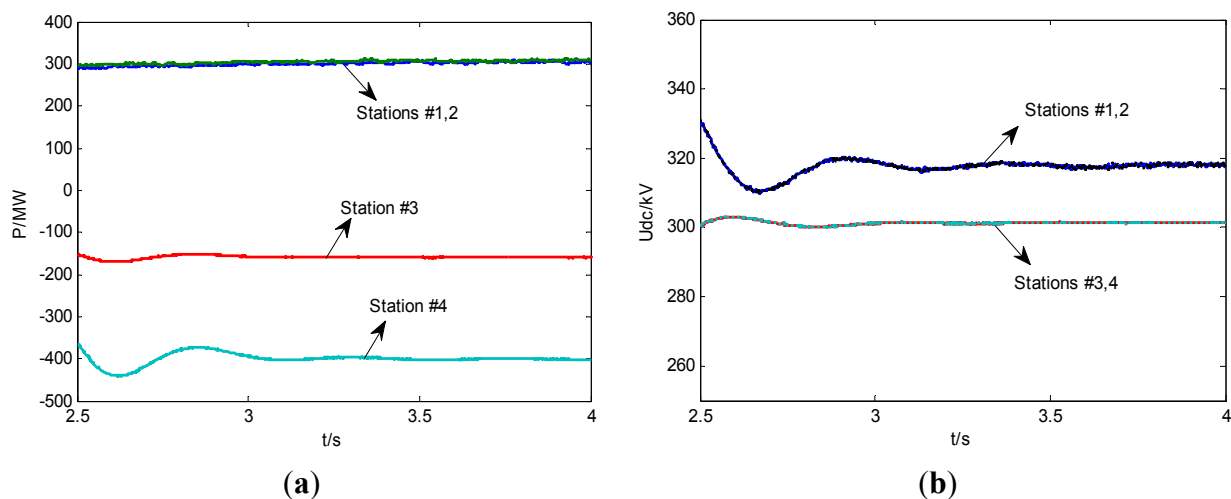 400
300
200
100
0
-100
-200
-300
-400
-500
P/MW
Stations #1,2
Station #3
Station #4
2.5
3
3.5
4
t/s
(a)
360
340
320
300
280
260
Udc/kV
Stations #1,2
Stations #3,4
2.5
3
3.5
4
t/s
(b)